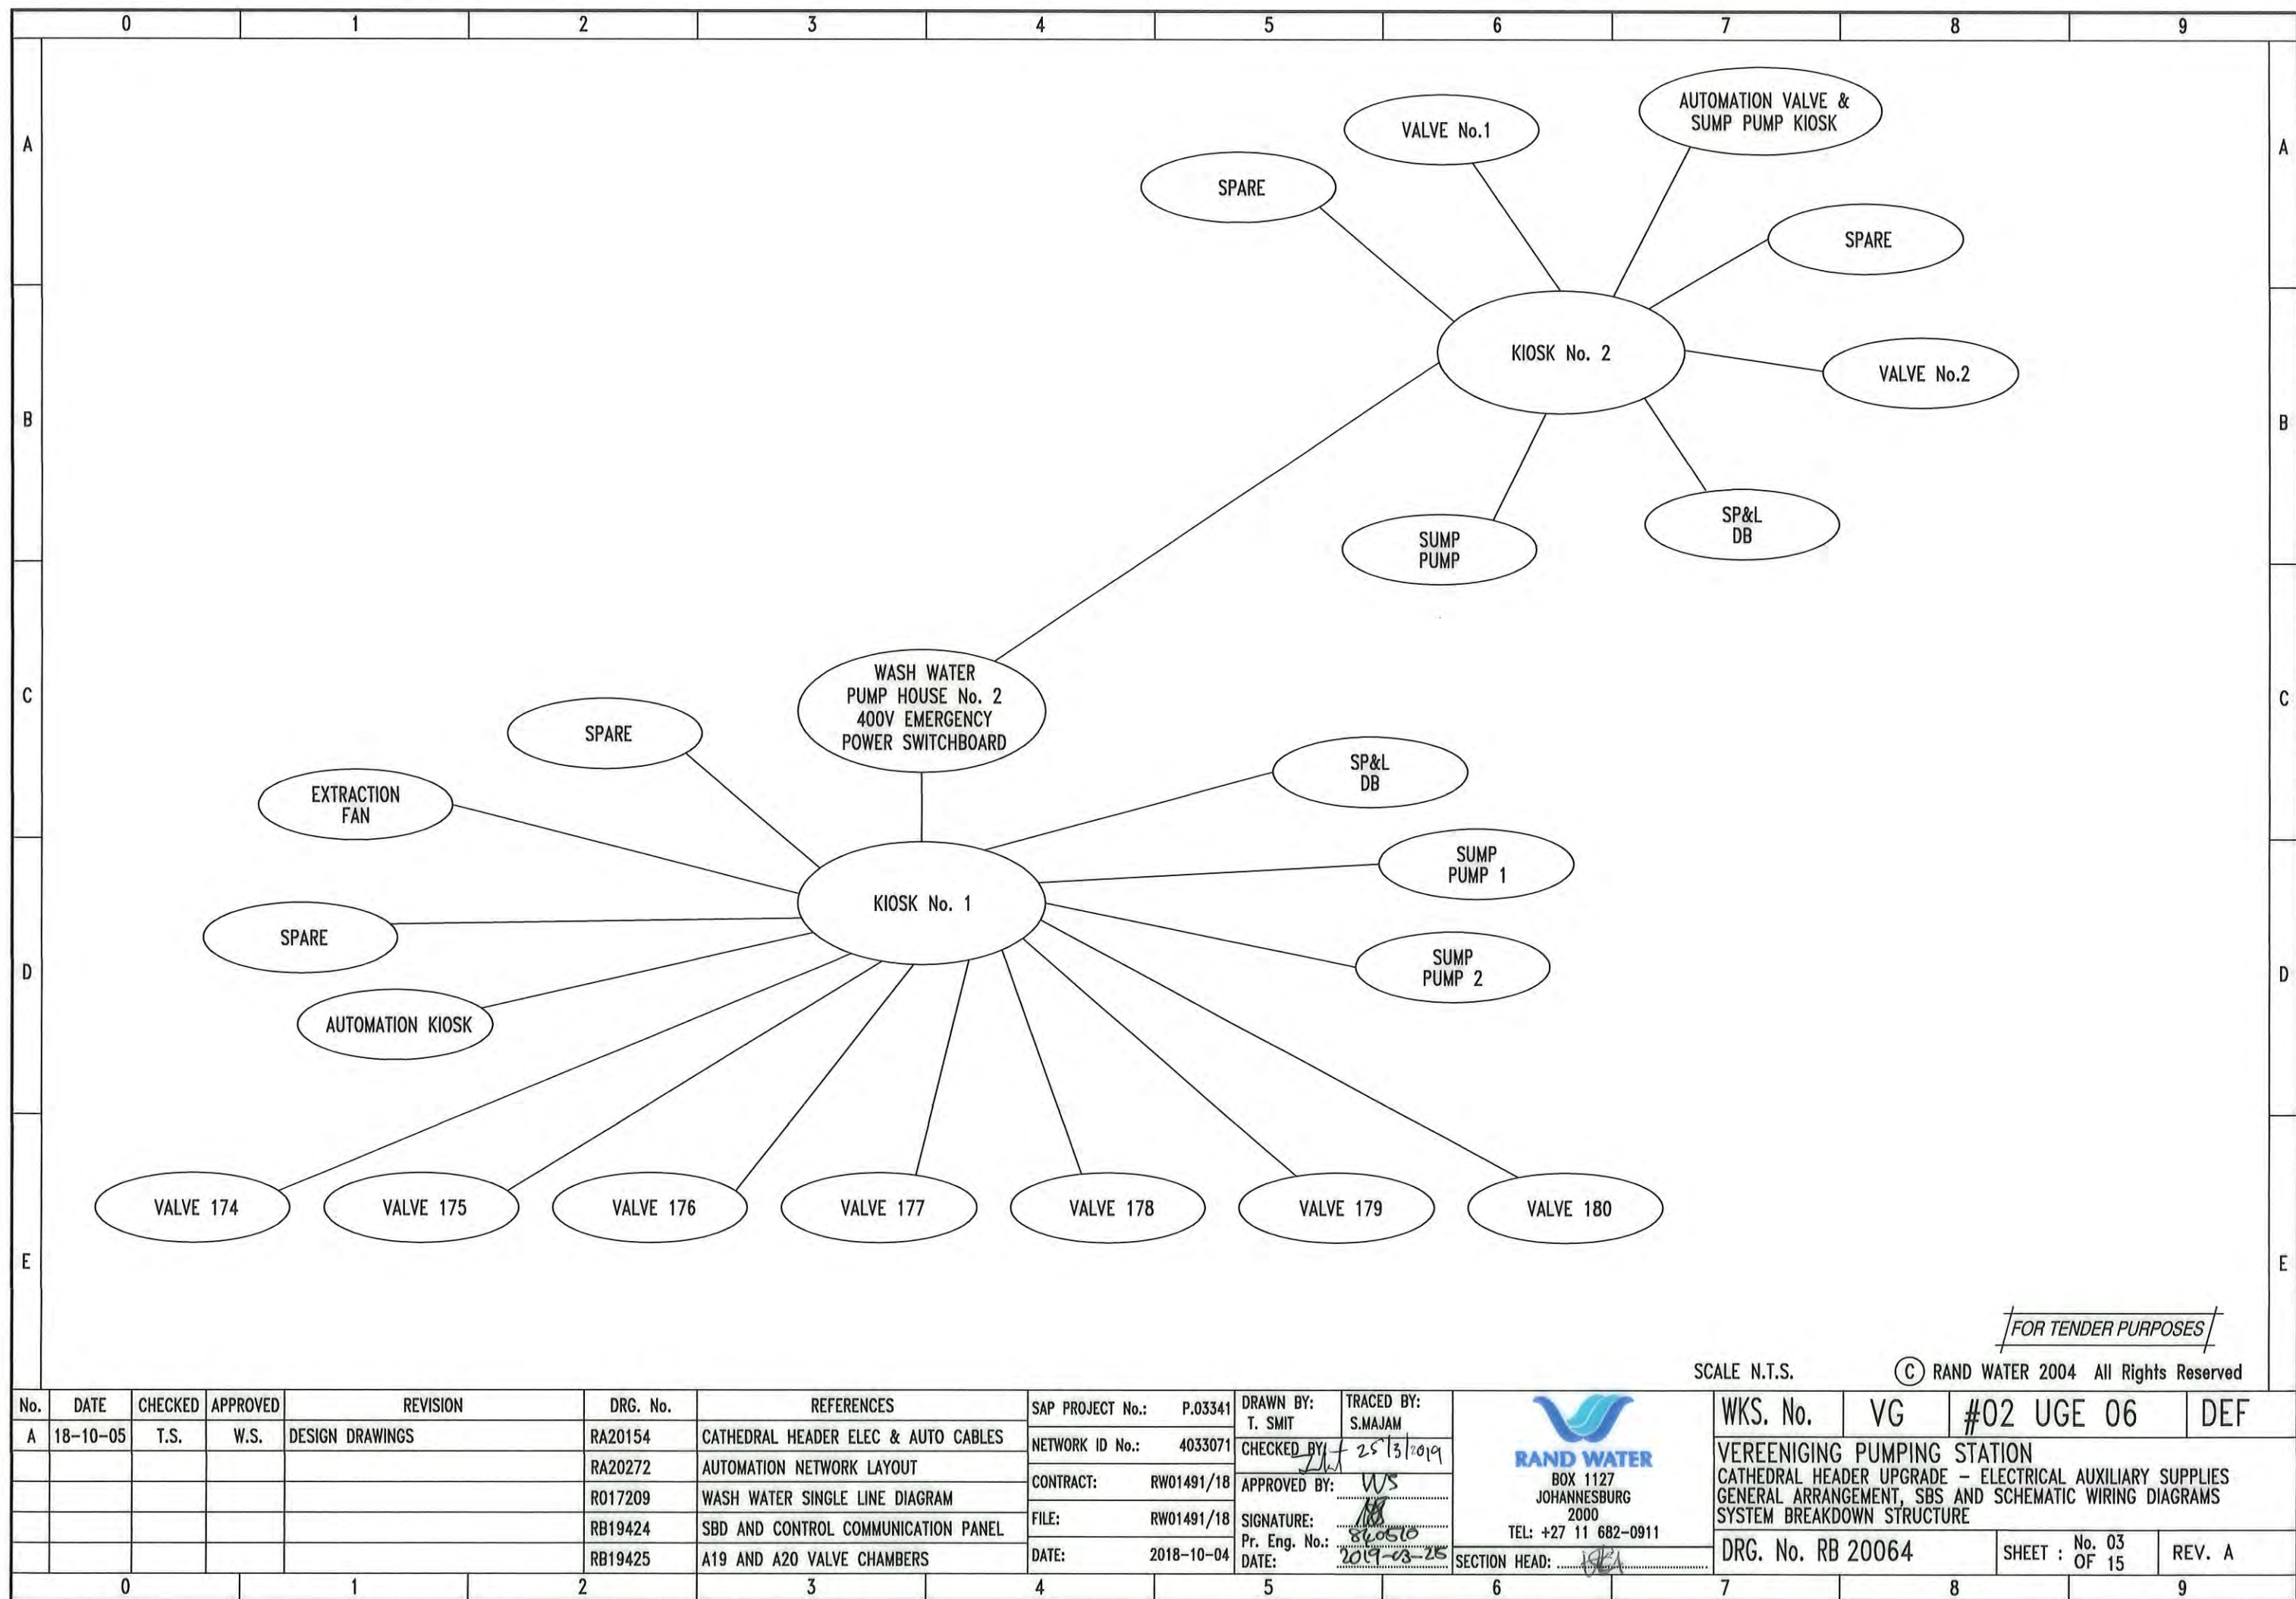 0 1 2 3 4 5 6 7 8 9
A
A
B
B
C
C
D
D
E
E
AUTOMATION VALVE &
SUMP PUMP KIOSK
VALVE No.1
SPARE
SPARE
KIOSK No. 2
VALVE No.2
SP&L
DB
SUMP
PUMP
WASH WATER
PUMP HOUSE No. 2
400V EMERGENCY
POWER SWITCHBOARD
SPARE
EXTRACTION
FAN
SPARE
AUTOMATION KIOSK
KIOSK No. 1
SP&L
DB
SUMP
PUMP 1
SUMP
PUMP 2
VALVE 174
VALVE 175
VALVE 176
VALVE 177
VALVE 178
VALVE 179
VALVE 180
FOR TENDER PURPOSES
SCALE N.T.S.
© RAND WATER 2004 All Rights Reserved
No. DATE CHECKED APPROVED REVISION DRG. No. REFERENCES
A 18-10-05 T.S. W.S. DESIGN DRAWINGS RA20154 CATHEDRAL HEADER ELEC & AUTO CABLES
RA20272 AUTOMATION NETWORK LAYOUT
R017209 WASH WATER SINGLE LINE DIAGRAM
RB19424 SBD AND CONTROL COMMUNICATION PANEL
RB19425 A19 AND A20 VALVE CHAMBERS
SAP PROJECT No.: P.03341
NETWORK ID No.: 4033071
CONTRACT: RW01491/18
FILE: RW01491/18
DATE: 2018-10-04
DRAWN BY:
T. SMIT
TRACED BY:
S.MAJAM
CHECKED BY: 25/3/2019
APPROVED BY: WS
SIGNATURE:
Pr. Eng. No.: 840510
DATE: 2019-03-25
RAND WATER
BOX 1127
JOHANNESBURG
2000
TEL: +27 11 682-0911
SECTION HEAD:
WKS. No. VG #02 UGE 06 DEF
VEREENIGING PUMPING STATION
CATHEDRAL HEADER UPGRADE – ELECTRICAL AUXILIARY SUPPLIES
GENERAL ARRANGEMENT, SBS AND SCHEMATIC WIRING DIAGRAMS
SYSTEM BREAKDOWN STRUCTURE
DRG. No. RB 20064
SHEET : No. 03
OF 15
REV. A
0 1 2 3 4 5 6 7 8 9